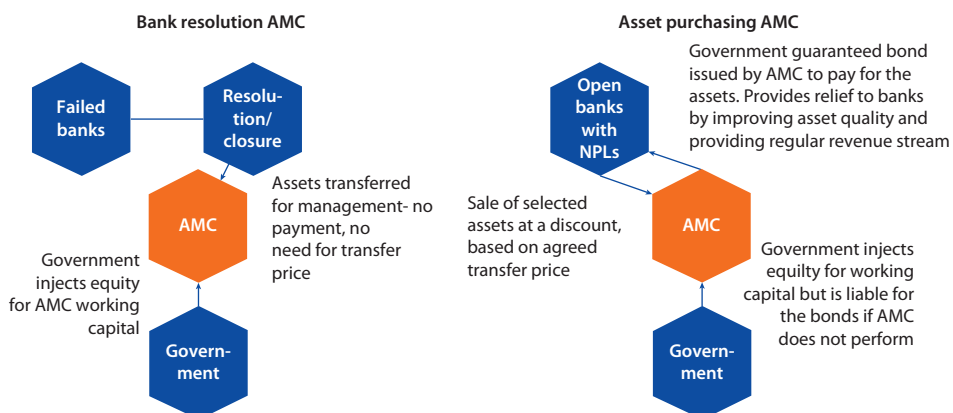 Bank resolution AMC
Failed
banks
Resolu-
tion/
closure
AMC
Assets transferred
for management- no
payment, no
need for transfer
price
Government
injects equity
for AMC working
capital
Govern-
ment
Asset purchasing AMC
Open
banks
with
NPLs
Government guaranteed bond
issued by AMC to pay for the
assets. Provides relief to banks
by improving asset quality and
providing regular revenue stream
Sale of selected
assets at a discount,
based on agreed
transfer price
AMC
Government injects
equilty for working
capital but is liable for
the bonds if AMC
does not perform
Govern-
ment